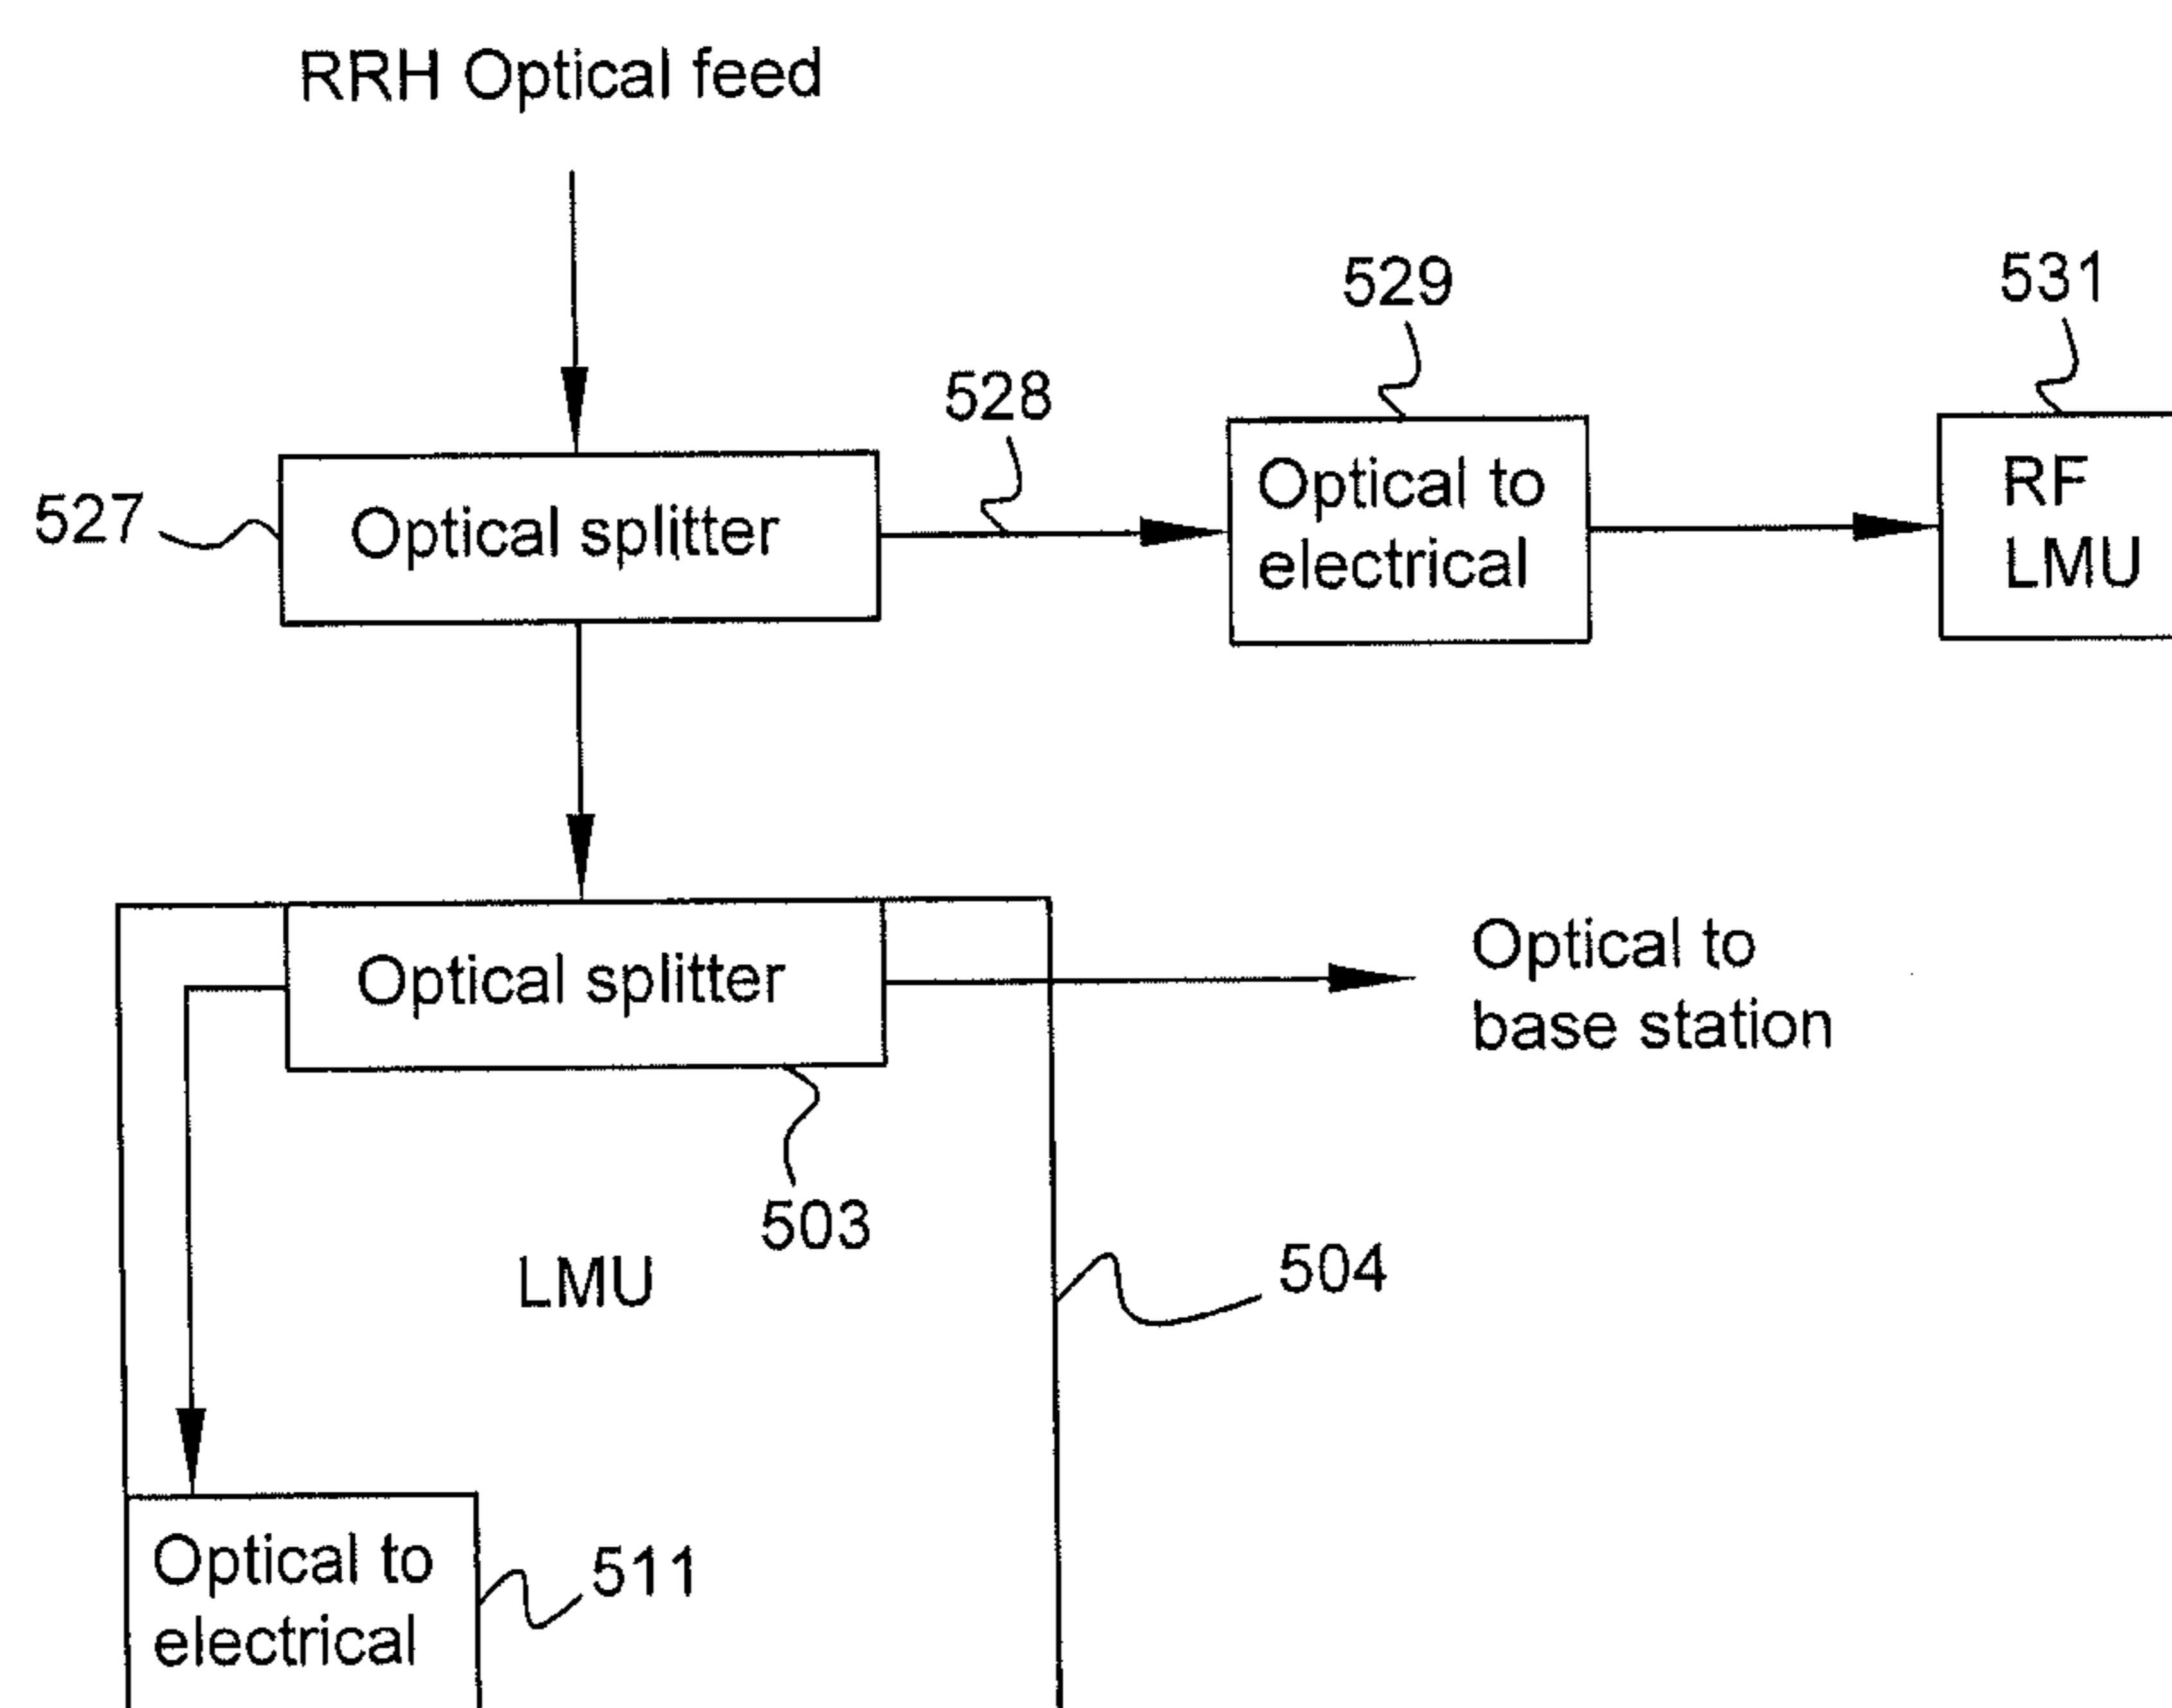 RRH Optical feed
529
531
528
527
Optical splitter
Optical to
electrical
RF
LMU
Optical splitter
Optical to
base station
503
LMU
504
Optical to
electrical
511